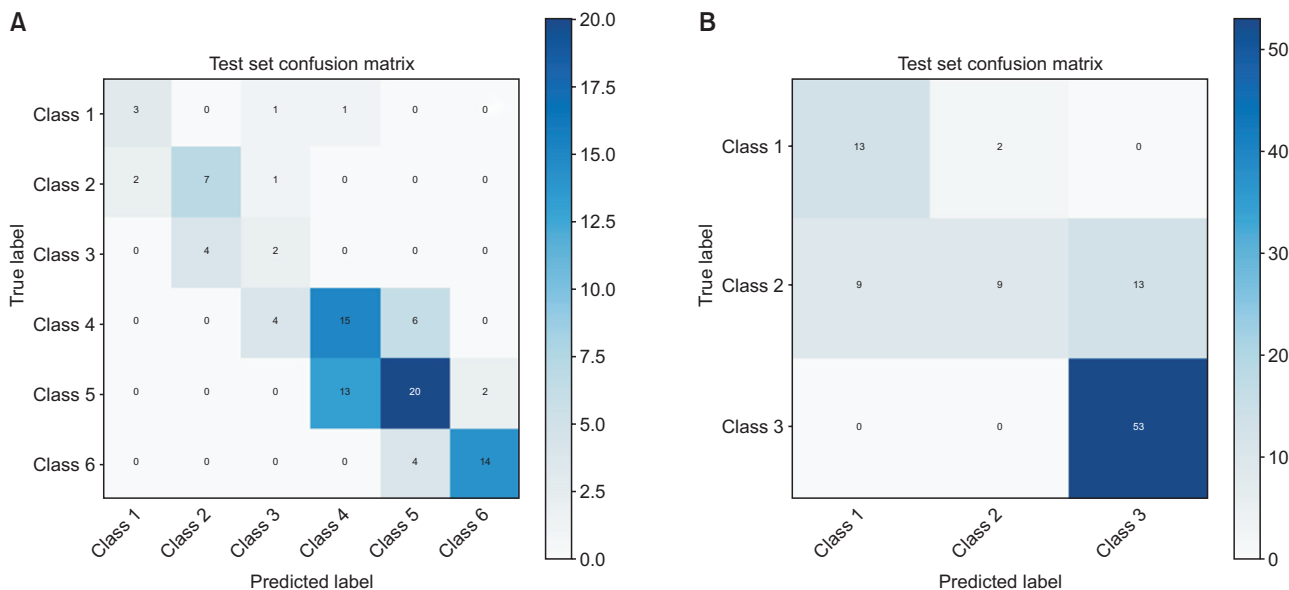 A
Test set confusion matrix
True label
Class 1 3 0 1 1 0 0
Class 2 2 7 1 0 0 0
Class 3 0 4 2 0 0 0
Class 4 0 0 4 15 6 0
Class 5 0 0 0 13 20 2
Class 6 0 0 0 0 4 14
Class 1 Class 2 Class 3 Class 4 Class 5 Class 6
Predicted label
20.0
17.5
15.0
12.5
10.0
7.5
5.0
2.5
0.0
B
Test set confusion matrix
True label
Class 1 13 2 0
Class 2 9 9 13
Class 3 0 0 53
Class 1 Class 2 Class 3
Predicted label
50
40
30
20
10
0